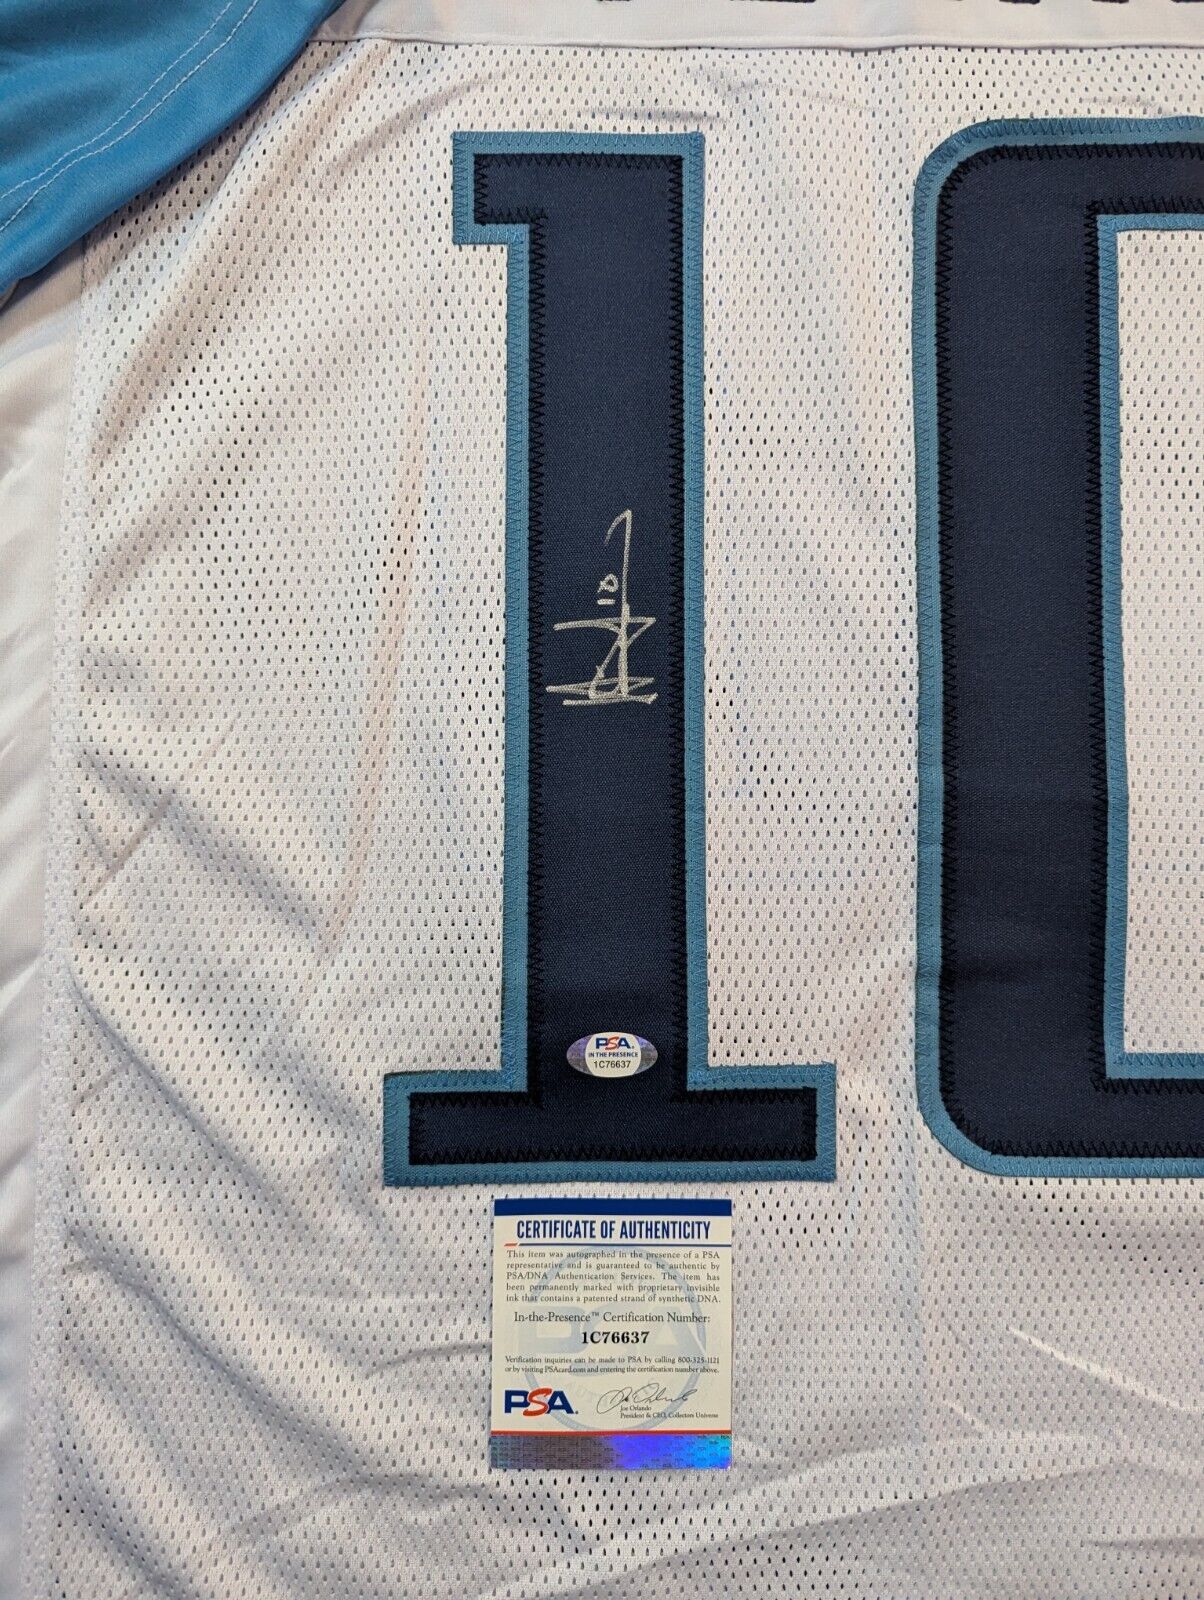 10
10
PSA
IN THE PRESENCE
1C76637
CERTIFICATE OF AUTHENTICITY
This item was autographed in the presence of a PSA
representative and is guaranteed to be authentic by
PSA/DNA Authentication Services. The item has
been permanently marked with proprietary invisible
ink that contains a patented strand of synthetic DNA.
In-the-Presence™ Certification Number:
1C76637
Verification inquiries can be made to PSA by calling 800-325-1121
or by visiting PSAcard.com and entering the certification number above.
PSA
Joe Orlando
President & CEO, Collectors Universe